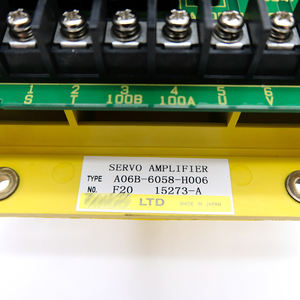 1 2 3 4 5 6
S T 100B 100A U V
SERVO AMPLIFIER
TYPE A06B-6058-H006
NO. F20 15273-A
LTD MADE IN JAPAN